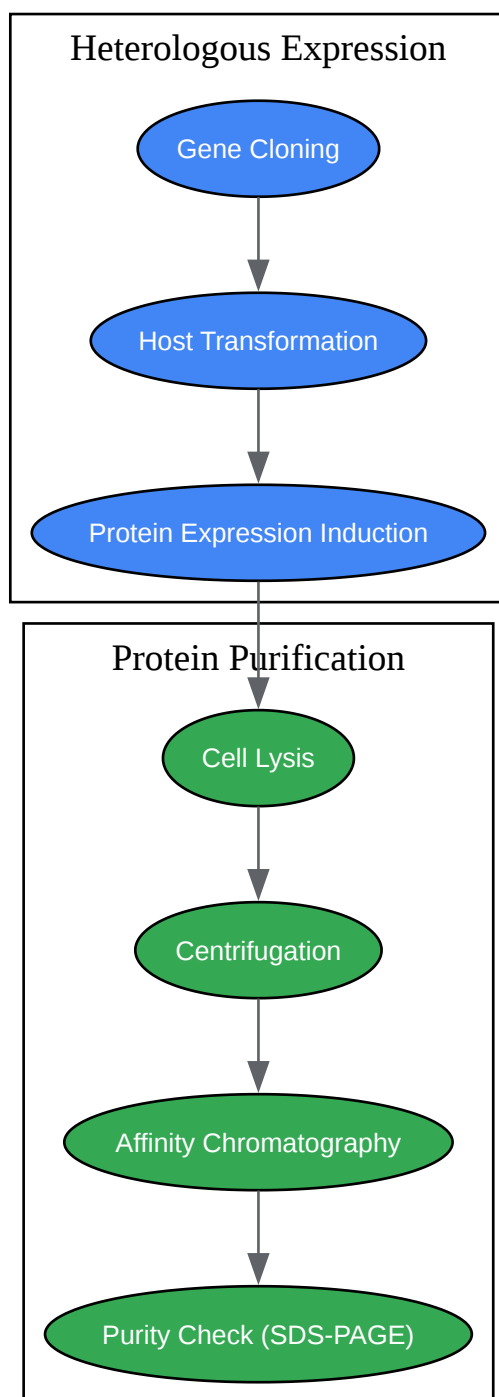 Heterologous Expression
Gene Cloning
Host Transformation
Protein Expression Induction
Protein Purification
Cell Lysis
Centrifugation
Affinity Chromatography
Purity Check (SDS-PAGE)